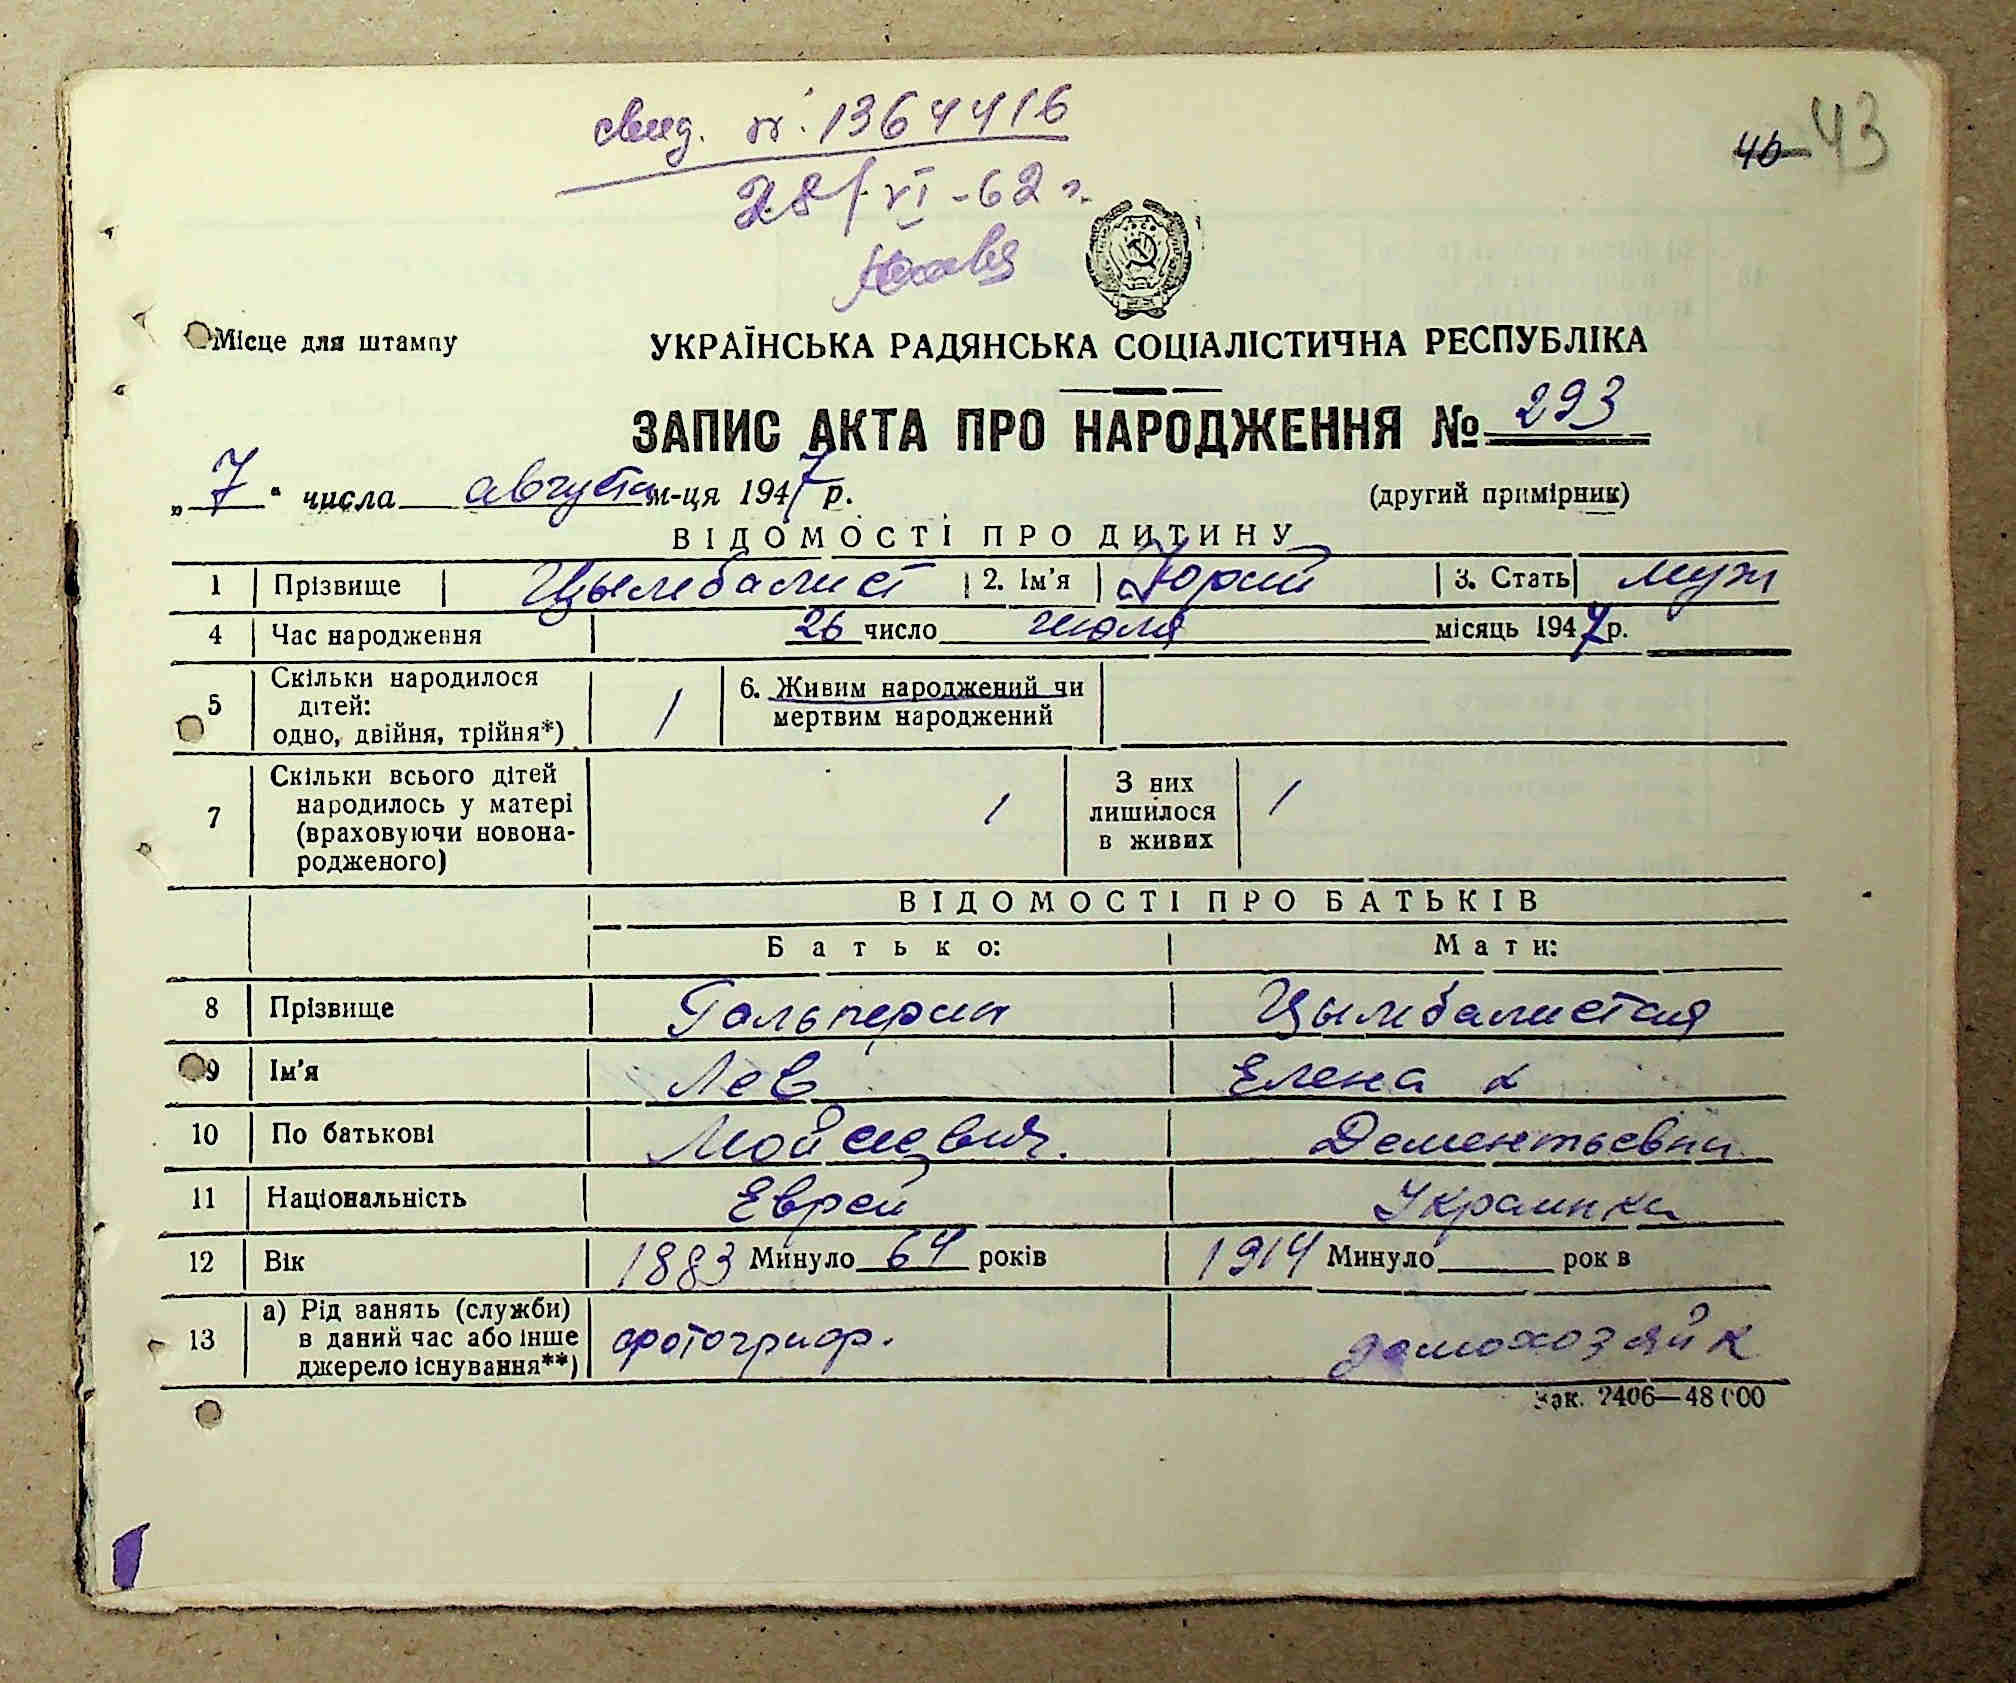 свид. н. 1364416
46 43
28/VI-62 г.
Місце для штампу
УКРАЇНСЬКА РАДЯНСЬКА СОЦІАЛІСТИЧНА РЕСПУБЛІКА
ЗАПИС АКТА ПРО НАРОДЖЕННЯ № 293
„7“ числа августа м-ця 1947 р. (другий примірник)
ВІДОМОСТІ ПРО ДИТИНУ
1 Прізвище Цымбалист 2. Ім'я Юрий 3. Стать муж
4 Час народження 26 число июля місяць 1947 р.
5 Скільки народилося дітей: одно, двійня, трійня*) 1 6. Живим народжений чи мертвим народжений
7 Скільки всього дітей народилось у матері (враховуючи новонародженого) 1 З них лишилося в живих 1
ВІДОМОСТІ ПРО БАТЬКІВ
Батько: Мати:
8 Прізвище Гальперин Цымбалистая
9 Ім'я Лев Елена
10 По батькові Мойсеевич. Дементьевна
11 Національність Еврей Украинка
12 Вік 1883 Минуло 64 років 1914 Минуло рок в
13 а) Рід занять (служби) в даний час або інше джерело існування**) фотограф. домохозяйк
Зак. 2406—48000